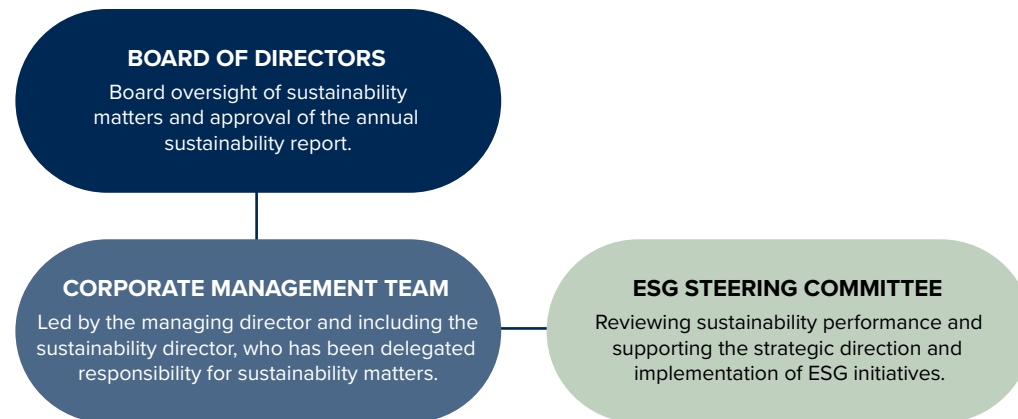 BOARD OF DIRECTORS
Board oversight of sustainability
matters and approval of the annual
sustainability report.
CORPORATE MANAGEMENT TEAM
Led by the managing director and including the
sustainability director, who has been delegated
responsibility for sustainability matters.
ESG STEERING COMMITTEE
Reviewing sustainability performance and
supporting the strategic direction and
implementation of ESG initiatives.